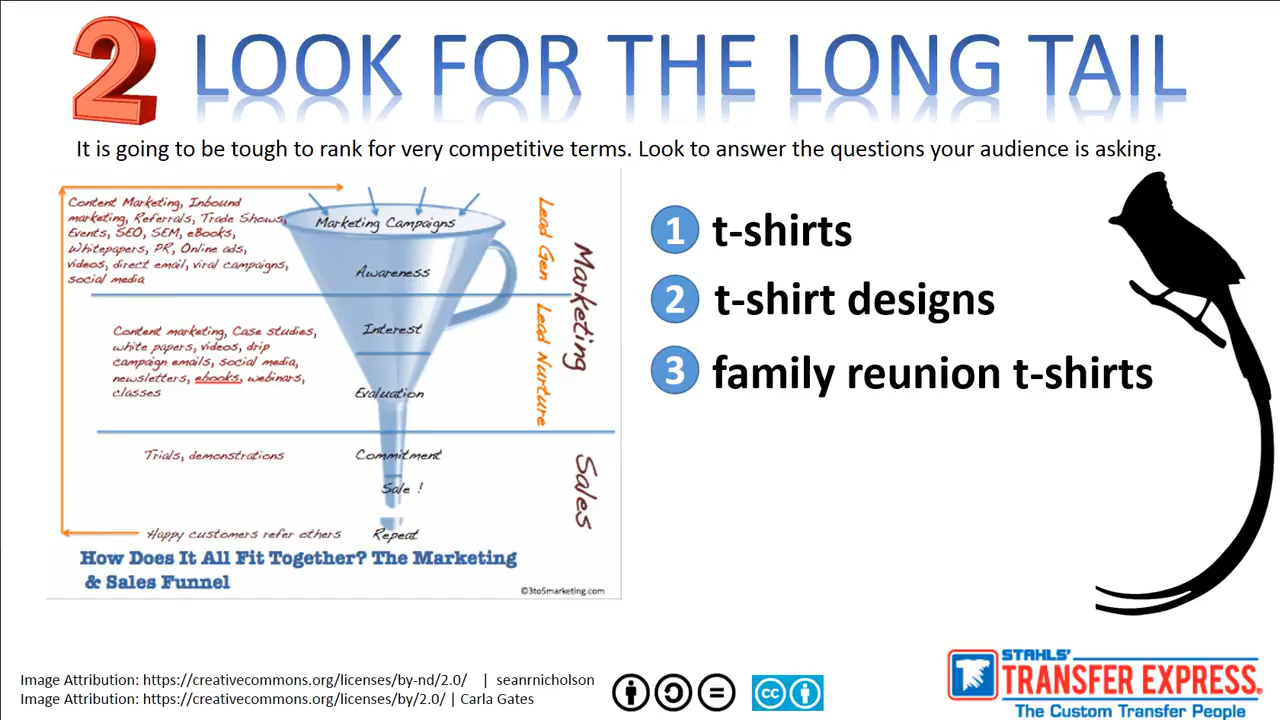 2 LOOK FOR THE LONG TAIL
It is going to be tough to rank for very competitive terms. Look to answer the questions your audience is asking.
Content Marketing, Inbound
marketing, Referrals, Trade Shows,
Events, SEO, SEM, eBooks,
Whitepapers, PR, Online ads,
videos, direct email, viral campaigns,
social media
Marketing Campaigns
Awareness
Lead Gen
Marketing
Content marketing, Case studies,
white papers, videos, drip
campaign emails, social media,
newsletters, ebooks, webinars,
classes
Interest
Evaluation
Lead Nurture
Trials, demonstrations
Commitment
Sale !
Sales
Happy customers refer others
Repeat
How Does It All Fit Together? The Marketing
& Sales Funnel
©3to5marketing.com
1 t-shirts
2 t-shirt designs
3 family reunion t-shirts
Image Attribution: https://creativecommons.org/licenses/by-nd/2.0/ | seanrnicholson
Image Attribution: https://creativecommons.org/licenses/by/2.0/ | Carla Gates
cc
STAHLS'
TRANSFER EXPRESS.
The Custom Transfer People